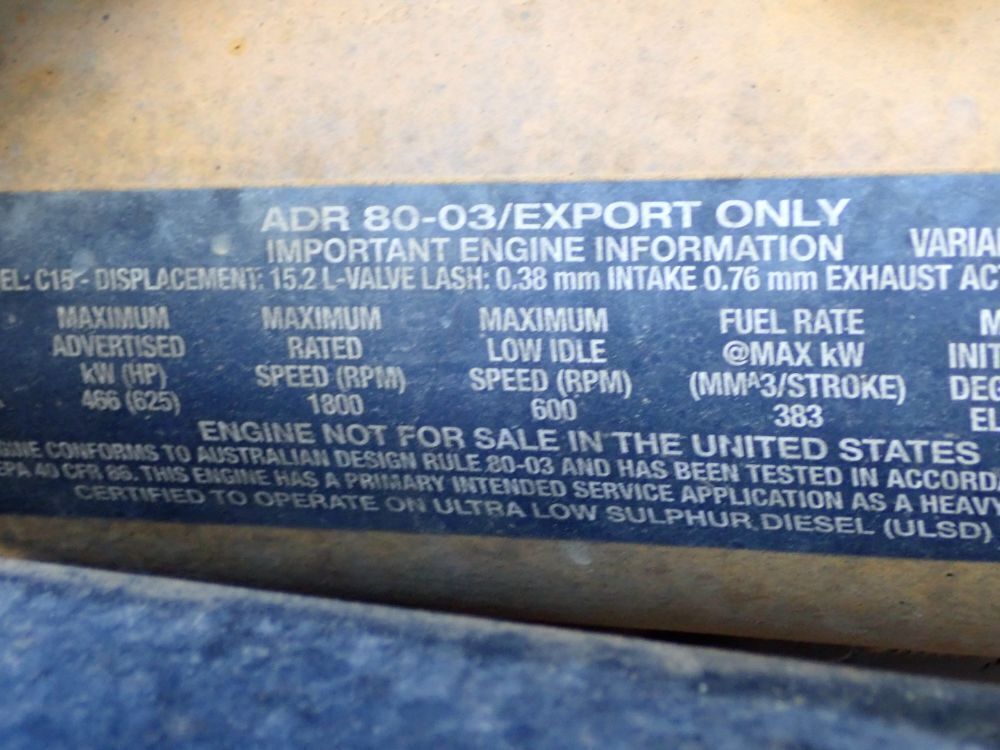 ADR 80-03/EXPORT ONLY
IMPORTANT ENGINE INFORMATION VARIA
EL: C15 - DISPLACEMENT: 15.2 L-VALVE LASH: 0.38 mm INTAKE 0.76 mm EXHAUST AC
MAXIMUM MAXIMUM MAXIMUM FUEL RATE M
ADVERTISED RATED LOW IDLE @MAX kW INIT
kW (HP) SPEED (RPM) SPEED (RPM) (MM^3/STROKE) DEG
466 (625) 1800 600 383 EL
ENGINE NOT FOR SALE IN THE UNITED STATES
GINE CONFORMS TO AUSTRALIAN DESIGN RULE 80-03 AND HAS BEEN TESTED IN ACCORDA
EPA 40 CFR 86. THIS ENGINE HAS A PRIMARY INTENDED SERVICE APPLICATION AS A HEAVY
CERTIFIED TO OPERATE ON ULTRA LOW SULPHUR DIESEL (ULSD)